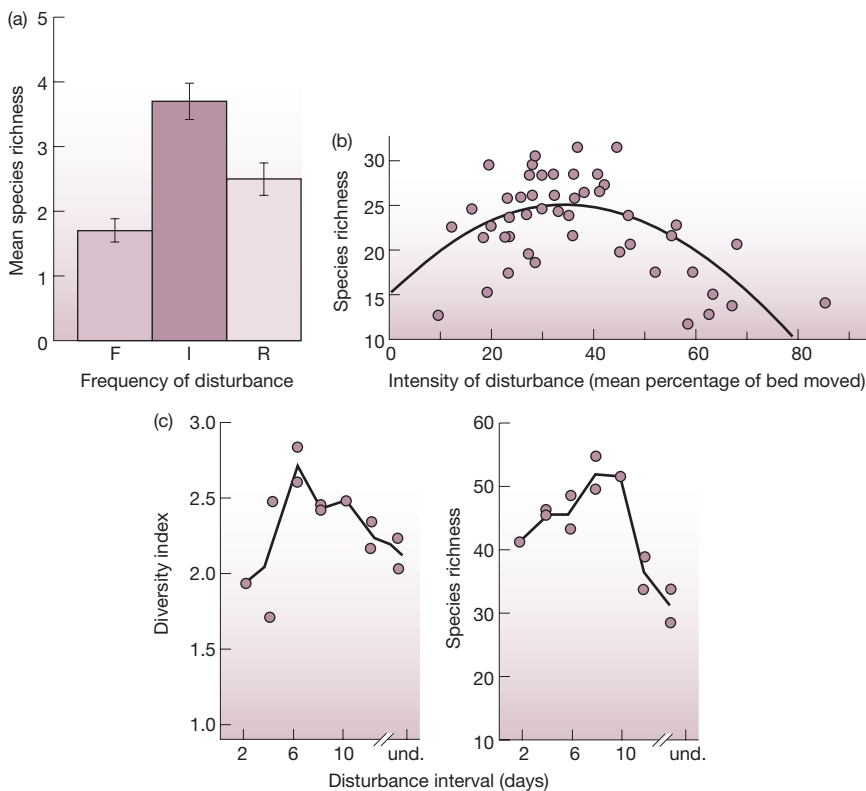 (a)
5
4
3
2
1
0
Mean species richness
F I R
Frequency of disturbance
(b)
30
25
20
15
10
Species richness
0 20 40 60 80
Intensity of disturbance (mean percentage of bed moved)
(c)
3.0
2.5
2.0
1.5
1.0
Diversity index
2 6 10 und.
60
50
40
30
20
10
Species richness
2 6 10 und.
Disturbance interval (days)